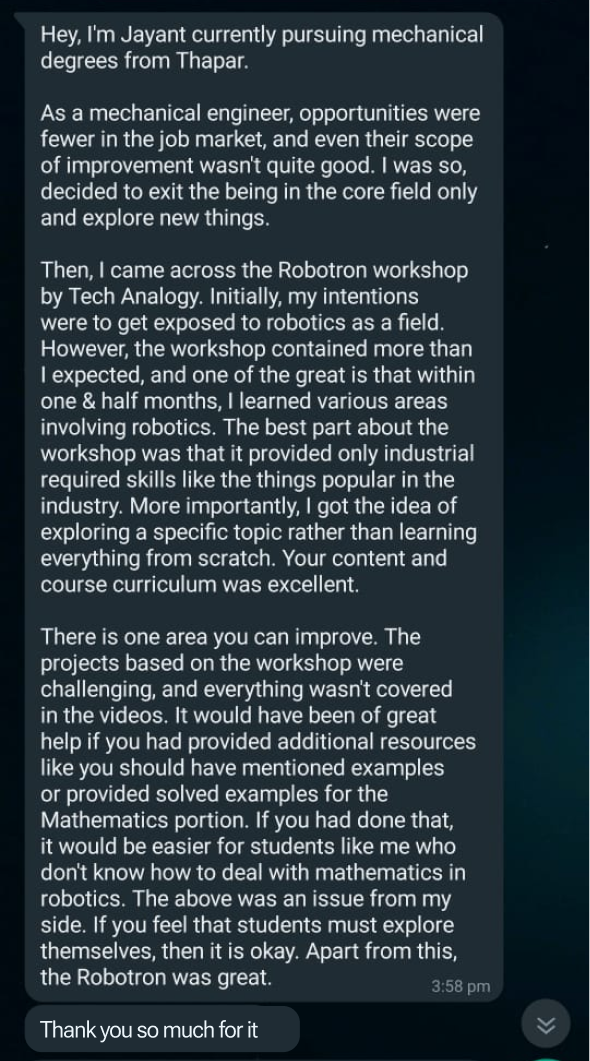 Hey, I'm Jayant currently pursuing mechanical
degrees from Thapar.
As a mechanical engineer, opportunities were
fewer in the job market, and even their scope
of improvement wasn't quite good. I was so,
decided to exit the being in the core field only
and explore new things.
Then, I came across the Robotron workshop
by Tech Analogy. Initially, my intentions
were to get exposed to robotics as a field.
However, the workshop contained more than
I expected, and one of the great is that within
one & half months, I learned various areas
involving robotics. The best part about the
workshop was that it provided only industrial
required skills like the things popular in the
industry. More importantly, I got the idea of
exploring a specific topic rather than learning
everything from scratch. Your content and
course curriculum was excellent.
There is one area you can improve. The
projects based on the workshop were
challenging, and everything wasn't covered
in the videos. It would have been of great
help if you had provided additional resources
like you should have mentioned examples
or provided solved examples for the
Mathematics portion. If you had done that,
it would be easier for students like me who
don't know how to deal with mathematics in
robotics. The above was an issue from my
side. If you feel that students must explore
themselves, then it is okay. Apart from this,
the Robotron was great.
3:58 pm
Thank you so much for it